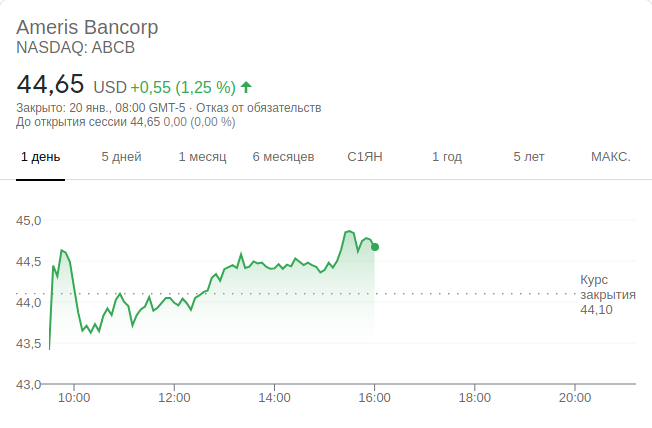 Ameris Bancorp
NASDAQ: ABCB
44,65 USD +0,55 (1,25 %)
Закрыто: 20 янв., 08:00 GMT-5 · Отказ от обязательств
До открытия сессии 44,65 0,00 (0,00 %)
1 день 5 дней 1 месяц 6 месяцев С1ЯН 1 год 5 лет МАКС.
45,0
44,5
44,0
43,5
43,0
Курс
закрытия
44,10
10:00 12:00 14:00 16:00 18:00 20:00